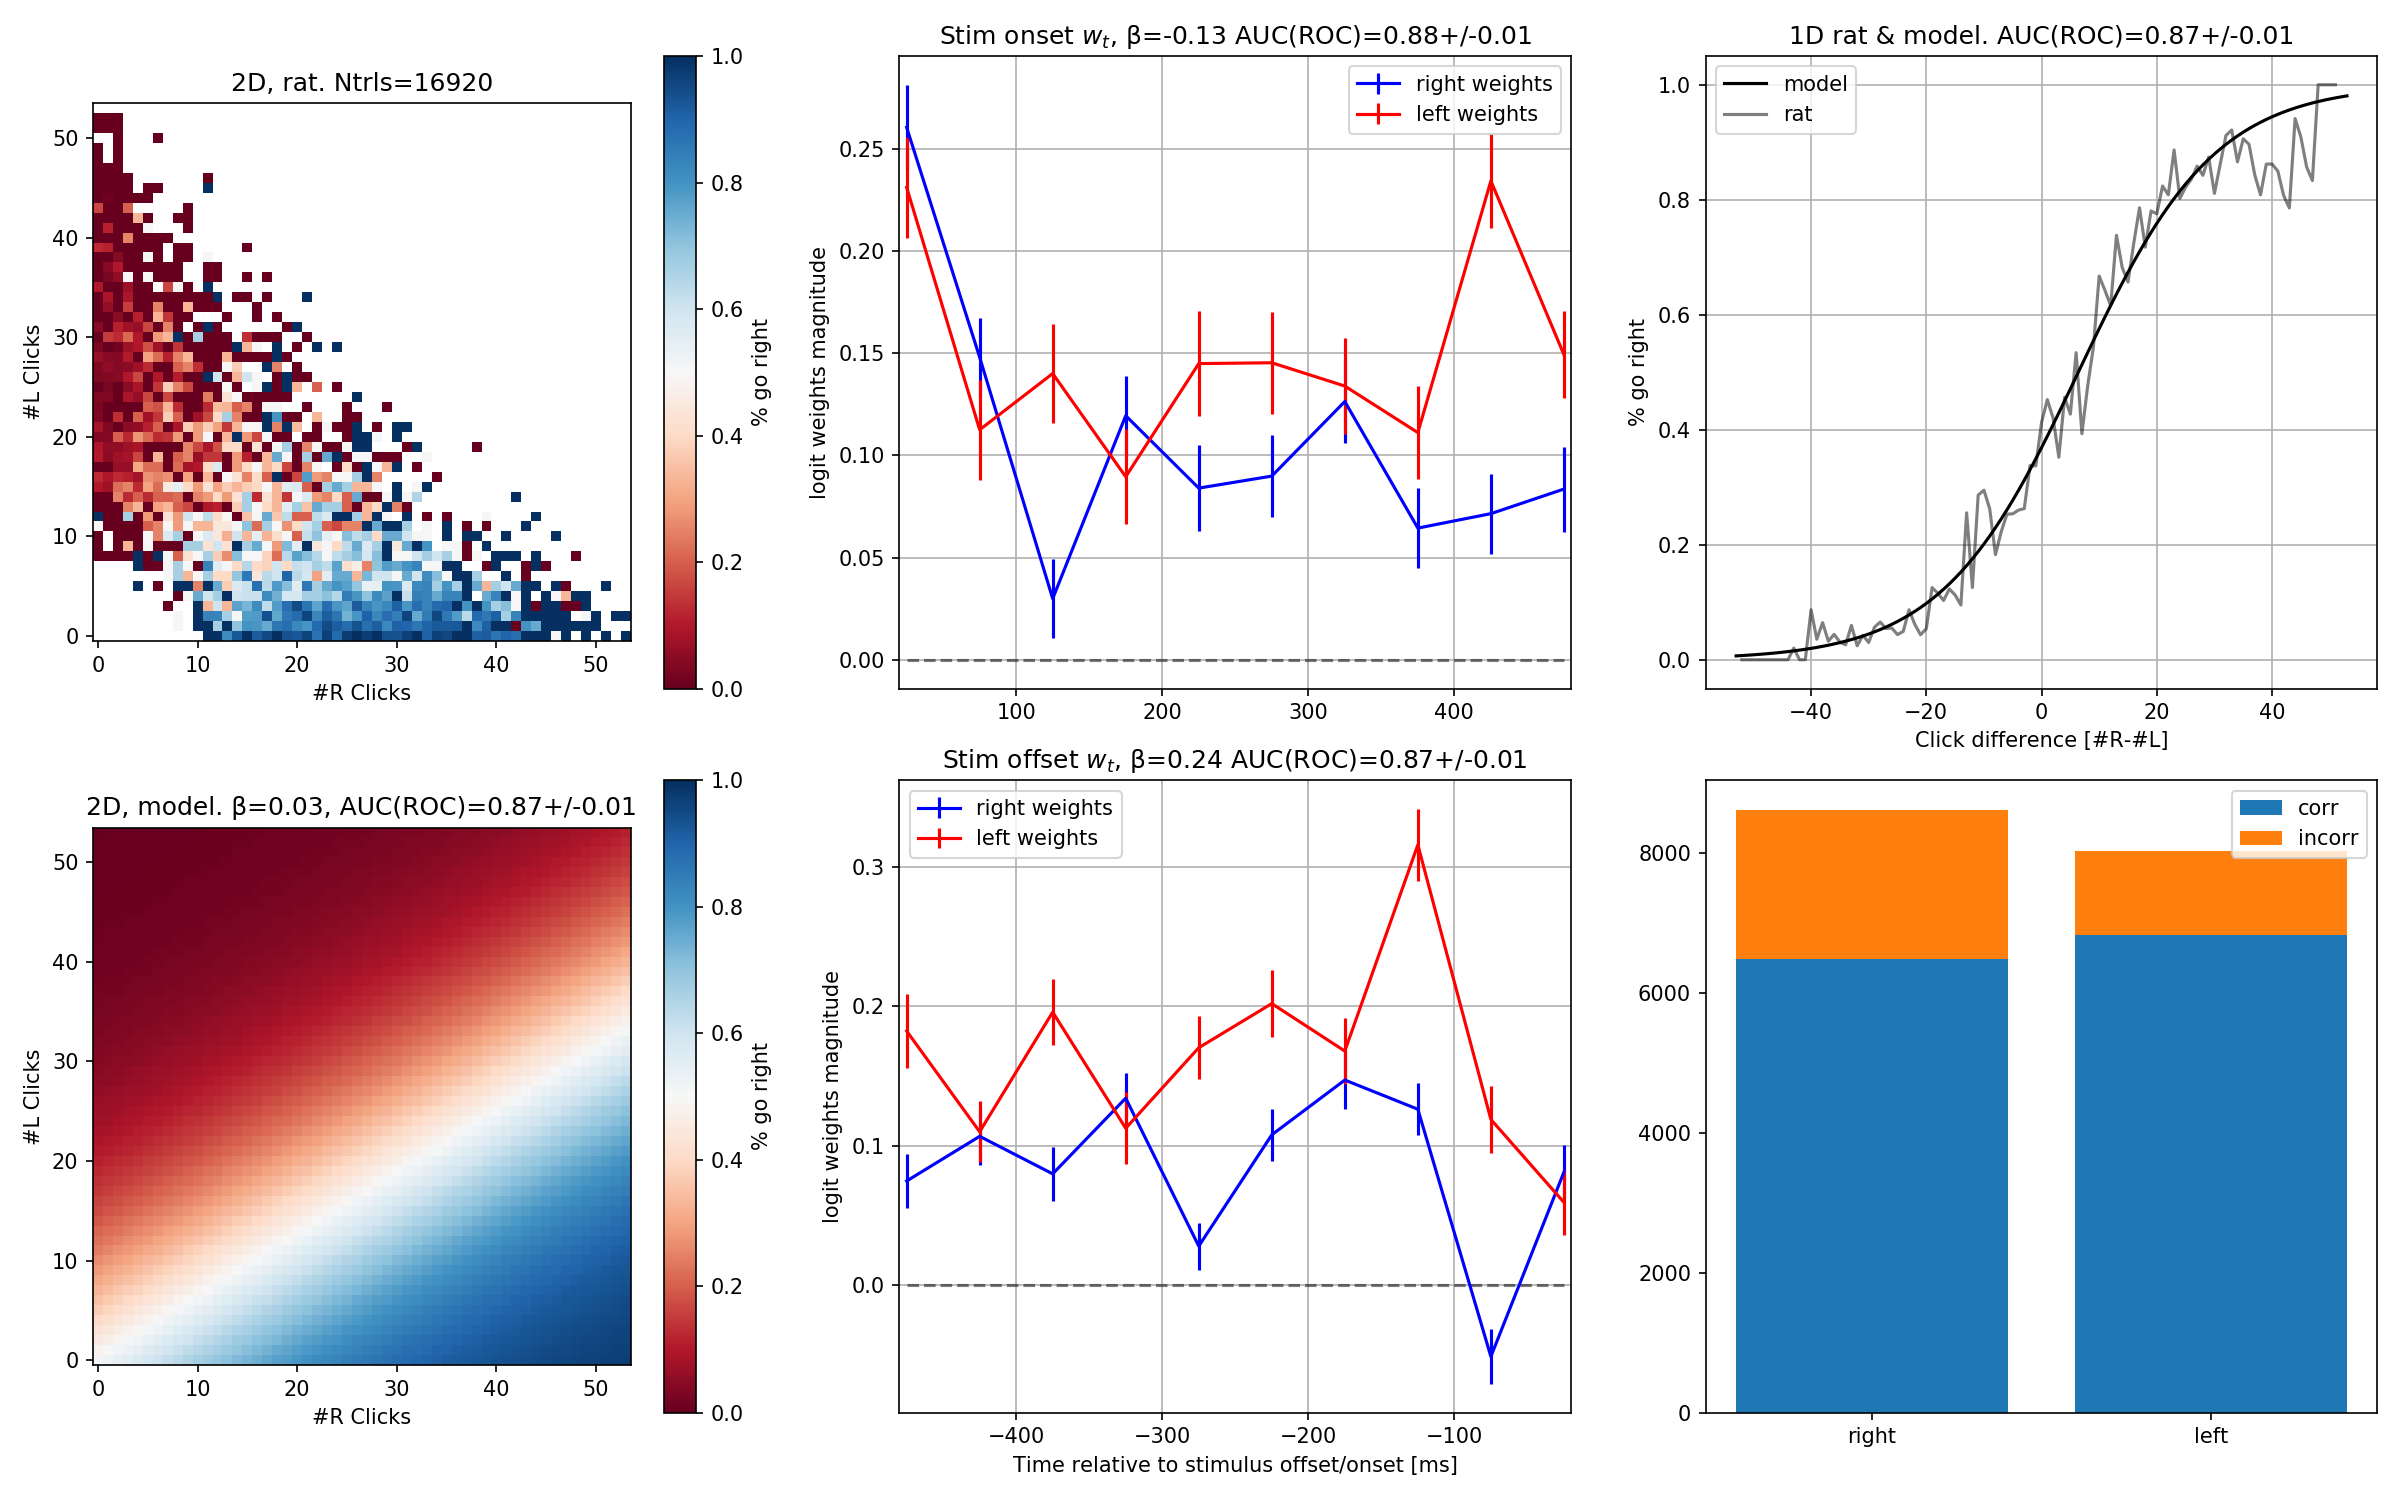 2D, rat. Ntrls=16920
50
40
30
20
10
0
#L Clicks
0 10 20 30 40 50
#R Clicks
1.0
0.8
0.6
0.4
0.2
0.0
% go right
Stim onset wt, β=-0.13 AUC(ROC)=0.88+/-0.01
right weights
left weights
0.25
0.20
0.15
0.10
0.05
0.00
logit weights magnitude
100 200 300 400
1D rat & model. AUC(ROC)=0.87+/-0.01
model
rat
1.0
0.8
0.6
0.4
0.2
0.0
% go right
−40 −20 0 20 40
Click difference [#R-#L]
2D, model. β=0.03, AUC(ROC)=0.87+/-0.01
50
40
30
20
10
0
#L Clicks
0 10 20 30 40 50
#R Clicks
1.0
0.8
0.6
0.4
0.2
0.0
% go right
Stim offset wt, β=0.24 AUC(ROC)=0.87+/-0.01
right weights
left weights
0.3
0.2
0.1
0.0
logit weights magnitude
−400 −300 −200 −100
Time relative to stimulus offset/onset [ms]
corr
incorr
8000
6000
4000
2000
0
right left